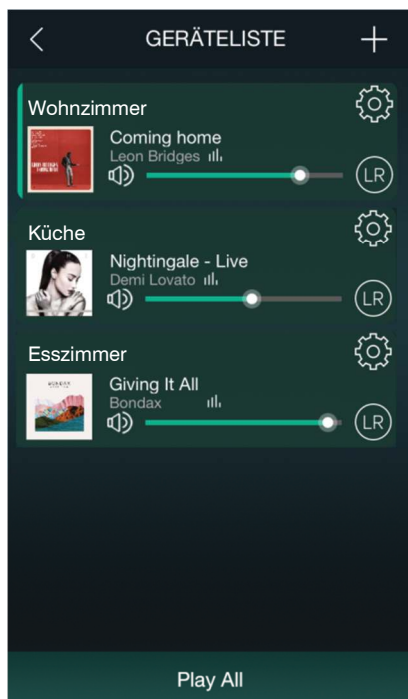 GERÄTELISTE
Wohnzimmer
Coming home
Leon Bridges
LR
Küche
Nightingale - Live
Demi Lovato
LR
Esszimmer
Giving It All
Bondax
LR
BONDAX
Play All